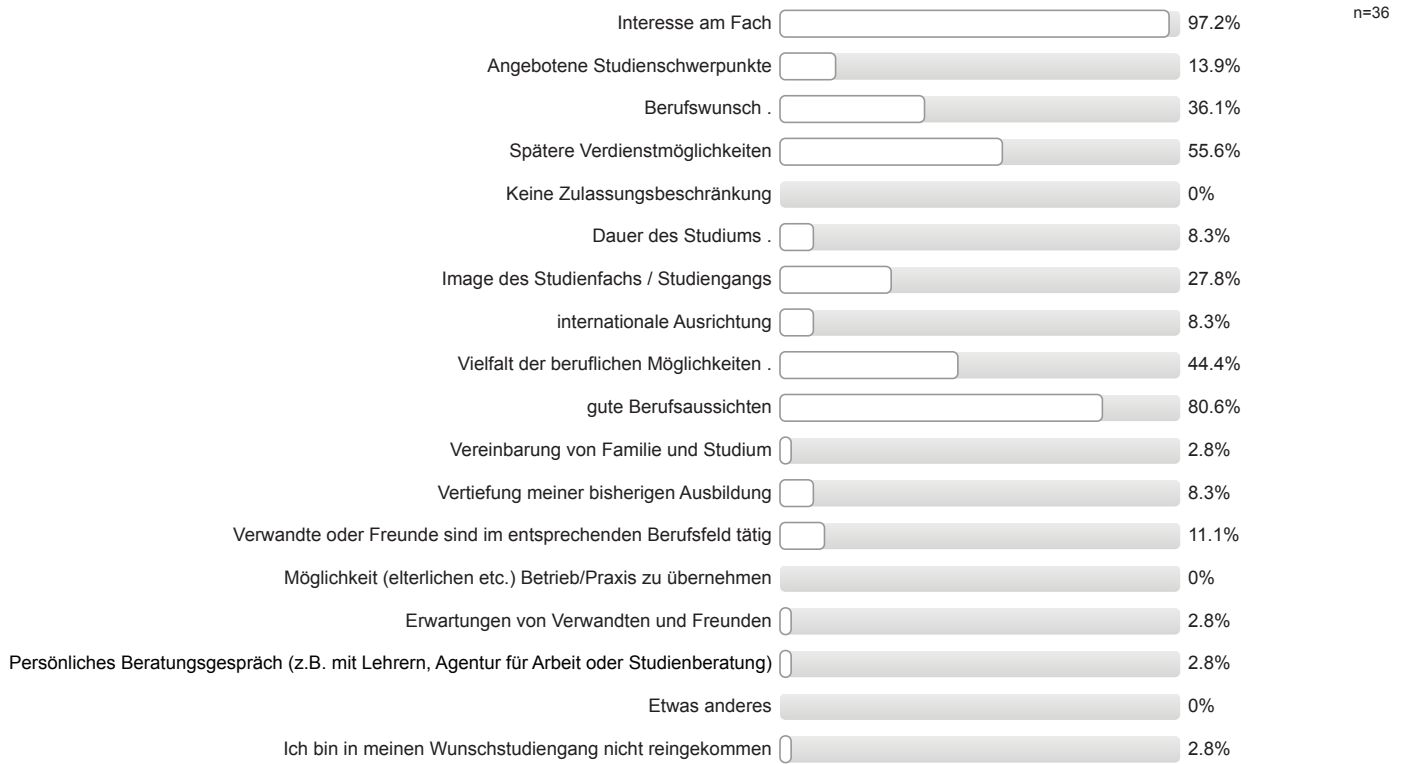 n=36
Interesse am Fach 97.2%
Angebotene Studienschwerpunkte 13.9%
Berufswunsch . 36.1%
Spätere Verdienstmöglichkeiten 55.6%
Keine Zulassungsbeschränkung 0%
Dauer des Studiums . 8.3%
Image des Studienfachs / Studiengangs 27.8%
internationale Ausrichtung 8.3%
Vielfalt der beruflichen Möglichkeiten . 44.4%
gute Berufsaussichten 80.6%
Vereinbarung von Familie und Studium 2.8%
Vertiefung meiner bisherigen Ausbildung 8.3%
Verwandte oder Freunde sind im entsprechenden Berufsfeld tätig 11.1%
Möglichkeit (elterlichen etc.) Betrieb/Praxis zu übernehmen 0%
Erwartungen von Verwandten und Freunden 2.8%
Persönliches Beratungsgespräch (z.B. mit Lehrern, Agentur für Arbeit oder Studienberatung) 2.8%
Etwas anderes 0%
Ich bin in meinen Wunschstudiengang nicht reingekommen 2.8%